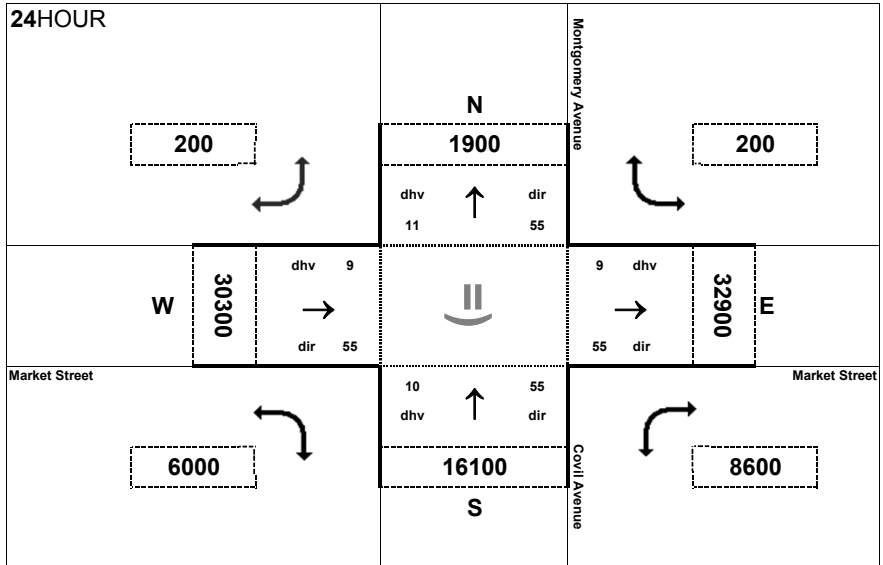 24HOUR
Montgomery Avenue
N
200
1900
200
dhv
dir
11
55
dhv 9
9 dhv
W
30300
32900
E
dir 55
55 dir
Market Street
Market Street
10
55
dhv
dir
6000
16100
8600
Covil Avenue
S